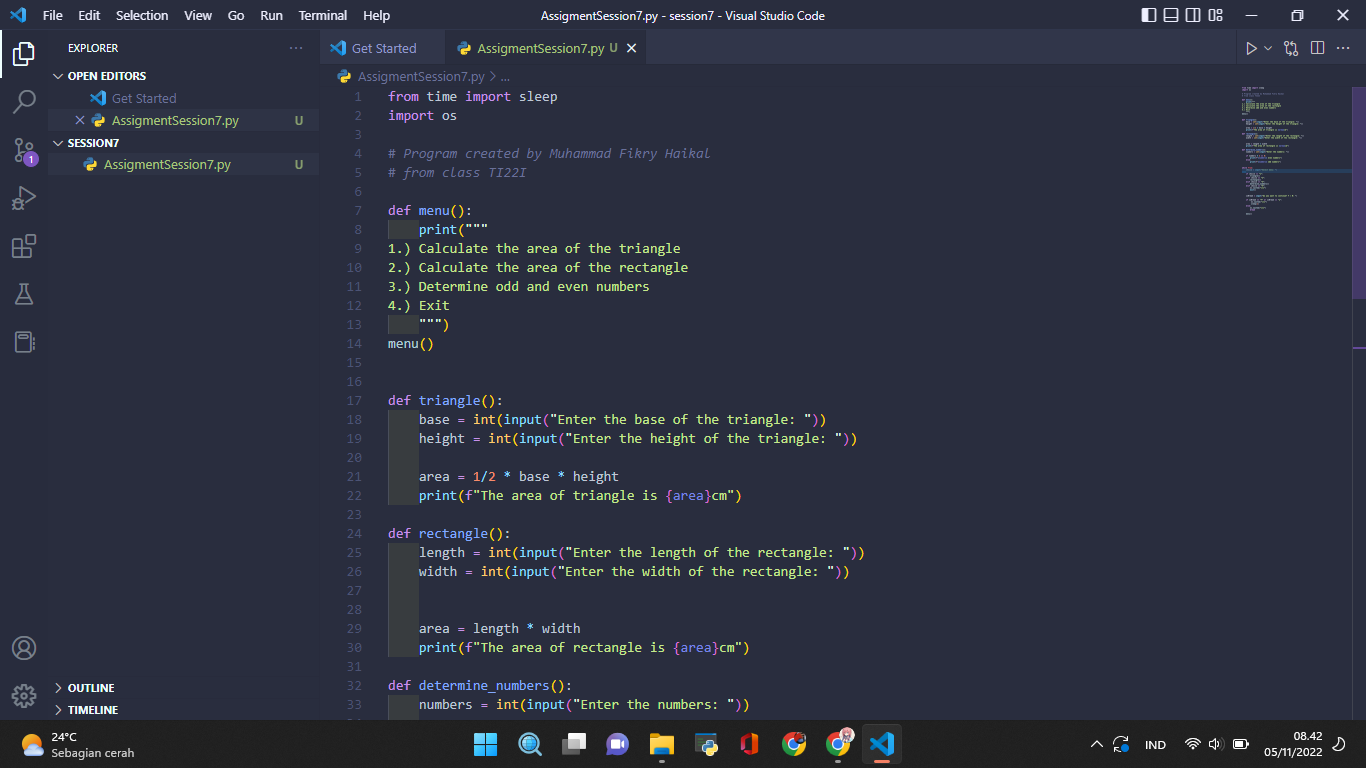 File Edit Selection View Go Run Terminal Help
AssigmentSession7.py - session7 - Visual Studio Code
EXPLORER
OPEN EDITORS
Get Started
AssigmentSession7.py U
SESSION7
AssigmentSession7.py U
OUTLINE
TIMELINE
1
Get Started
AssigmentSession7.py U
AssigmentSession7.py > ...
1 from time import sleep
2 import os
3
4 # Program created by Muhammad Fikry Haikal
5 # from class TI22I
6
7 def menu():
8     print("""
9 1.) Calculate the area of the triangle
10 2.) Calculate the area of the rectangle
11 3.) Determine odd and even numbers
12 4.) Exit
13     """)
14 menu()
15
16
17 def triangle():
18     base = int(input("Enter the base of the triangle: "))
19     height = int(input("Enter the height of the triangle: "))
20
21     area = 1/2 * base * height
22     print(f"The area of triangle is {area}cm")
23
24 def rectangle():
25     length = int(input("Enter the length of the rectangle: "))
26     width = int(input("Enter the width of the rectangle: "))
27
28
29     area = length * width
30     print(f"The area of rectangle is {area}cm")
31
32 def determine_numbers():
33     numbers = int(input("Enter the numbers: "))
24°C
Sebagian cerah
IND
08.42
05/11/2022